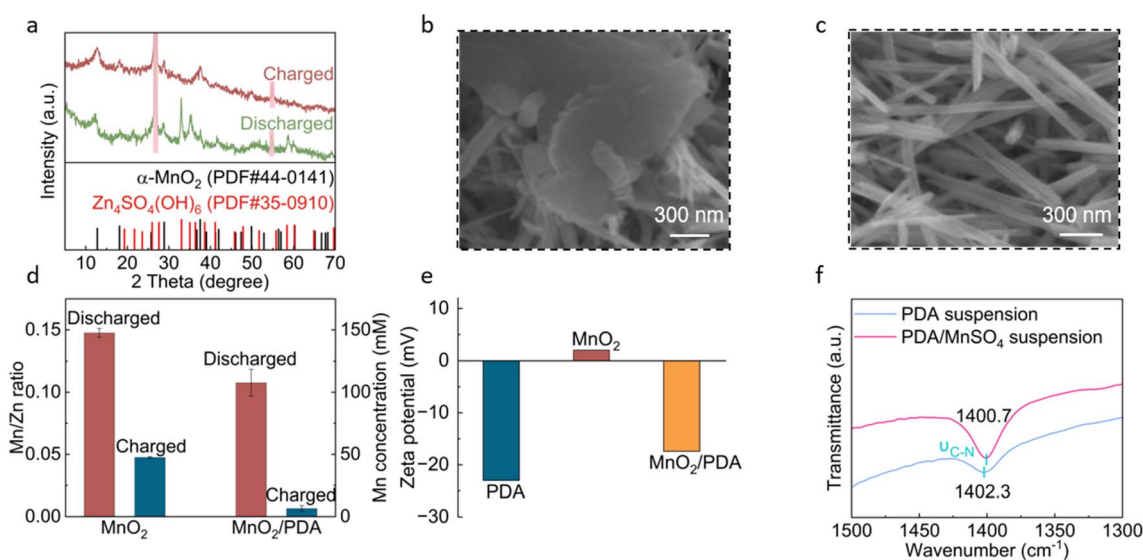 a
Intensity (a.u.)
Charged
Discharged
α-MnO₂ (PDF#44-0141)
Zn₄SO₄(OH)₆ (PDF#35-0910)
10 20 30 40 50 60 70
2 Theta (degree)
b
300 nm
c
300 nm
d
Mn/Zn ratio
0.15
0.10
0.05
0.00
Discharged
Charged
Discharged
Charged
MnO₂ MnO₂/PDA
150
100
50
0
Mn concentration (mM)
e
Zeta potential (mV)
10
0
−10
−20
−30
MnO₂
PDA
MnO₂/PDA
f
Transmittance (a.u.)
PDA suspension
PDA/MnSO₄ suspension
1400.7
υC-N
1402.3
1500 1450 1400 1350 1300
Wavenumber (cm⁻¹)